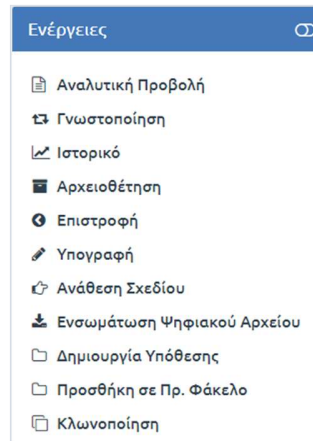 Ενέργειες
Αναλυτική Προβολή
Γνωστοποίηση
Ιστορικό
Αρχειοθέτηση
Επιστροφή
Υπογραφή
Ανάθεση Σχεδίου
Ενσωμάτωση Ψηφιακού Αρχείου
Δημιουργία Υπόθεσης
Προσθήκη σε Πρ. Φάκελο
Κλωνοποίηση